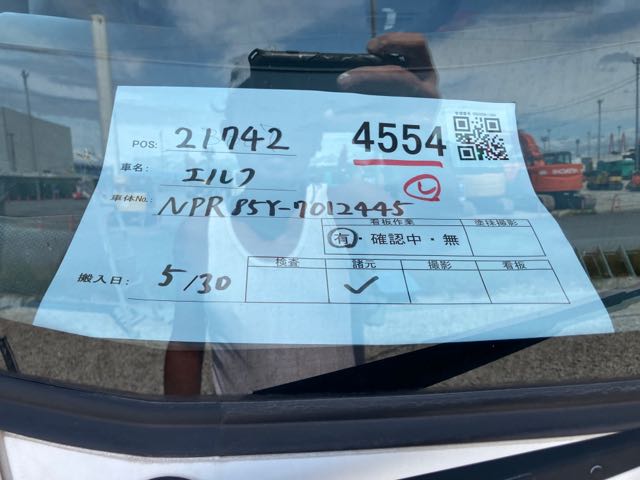 POS: 21742
4554
車名: エルフ
し
車体No. NPR85Y-7012445
看板作業 塗抹撮影
有・確認中・無
搬入日: 5/30
検査 諸元 撮影 看板